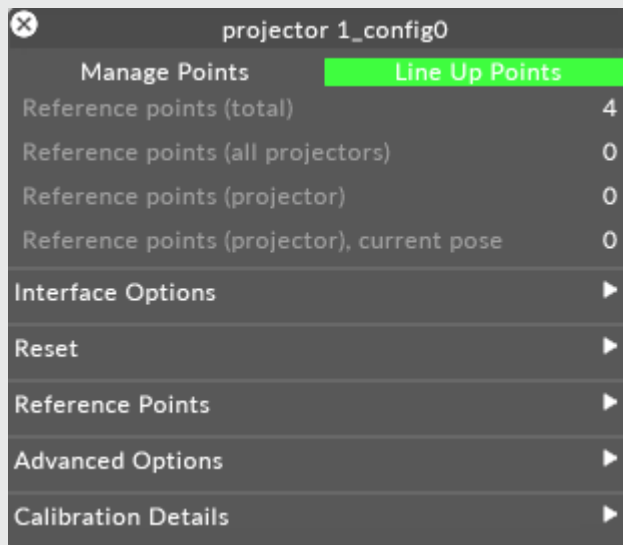 projector 1_config0
Manage Points Line Up Points
Reference points (total) 4
Reference points (all projectors) 0
Reference points (projector) 0
Reference points (projector), current pose 0
Interface Options
Reset
Reference Points
Advanced Options
Calibration Details